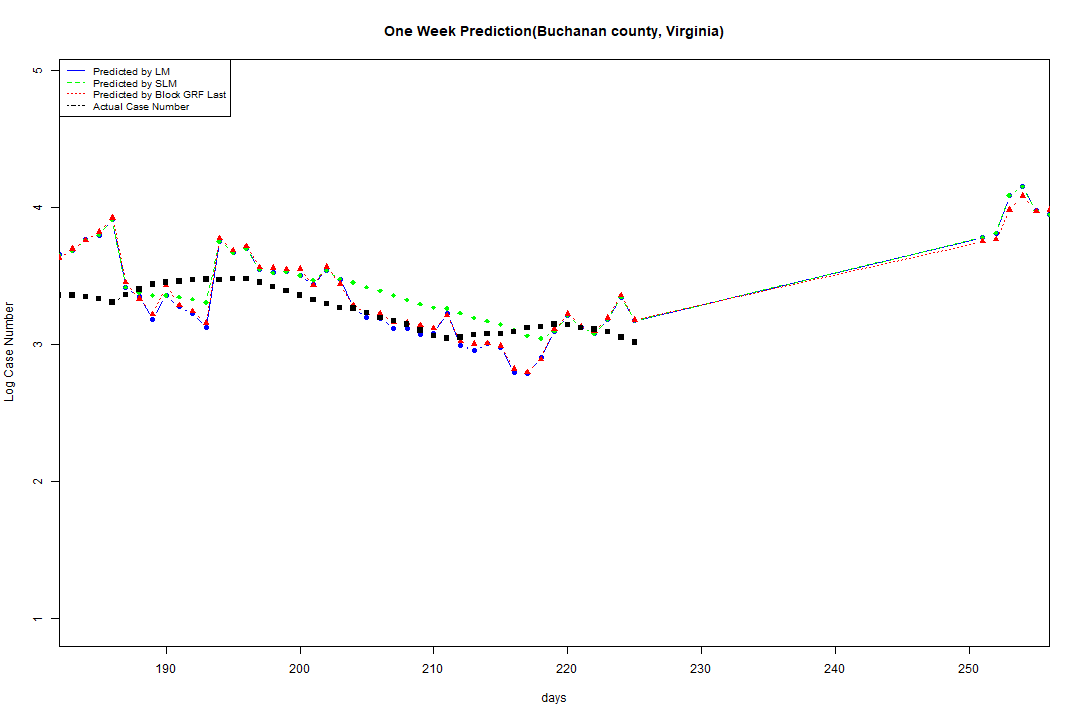 One Week Prediction(Buchanan county, Virginia)
Predicted by LM
Predicted by SLM
Predicted by Block GRF Last
Actual Case Number
5
4
3
2
1
Log Case Number
190 200 210 220 230 240 250
days